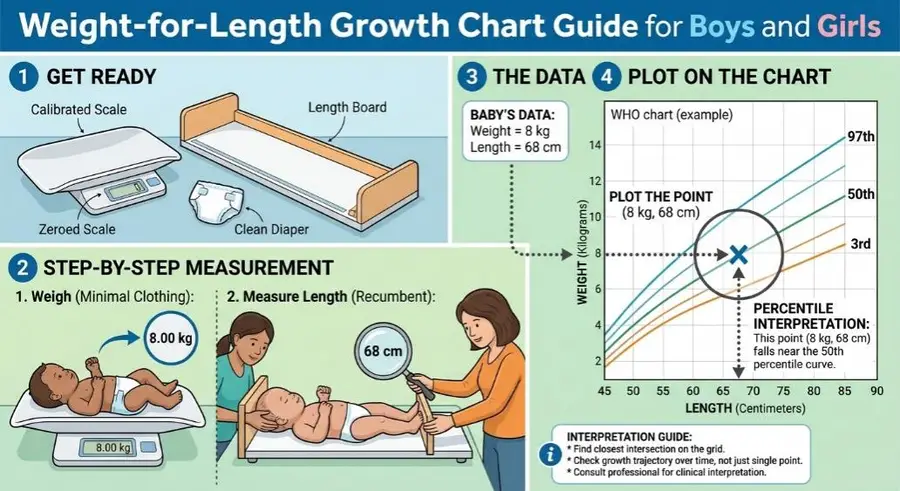 Weight-for-Length Growth Chart Guide for Boys and Girls
1 GET READY
Calibrated Scale
Length Board
Zeroed Scale
Clean Diaper
0
2 STEP-BY-STEP MEASUREMENT
1. Weigh (Minimal Clothing):
8.00 kg
8.00 kg
2. Measure Length (Recumbent):
68 cm
3 THE DATA
BABY'S DATA:
Weight = 8 kg
Length = 68 cm
4 PLOT ON THE CHART
WHO chart (example)
97th
50th
3rd
PLOT THE POINT
(8 kg, 68 cm)
WEIGHT (Kilograms)
14
12
10
8
6
4
2
PERCENTILE
INTERPRETATION:
This point (8 kg, 68 cm)
falls near the 50th
percentile curve.
45 50 55 60 65 70 75 80 85 90
LENGTH (Centimeters)
i
INTERPRETATION GUIDE:
* Find closest intersection on the grid.
* Check growth trajectory over time, not just single point.
* Consult professional for clinical interpretation.